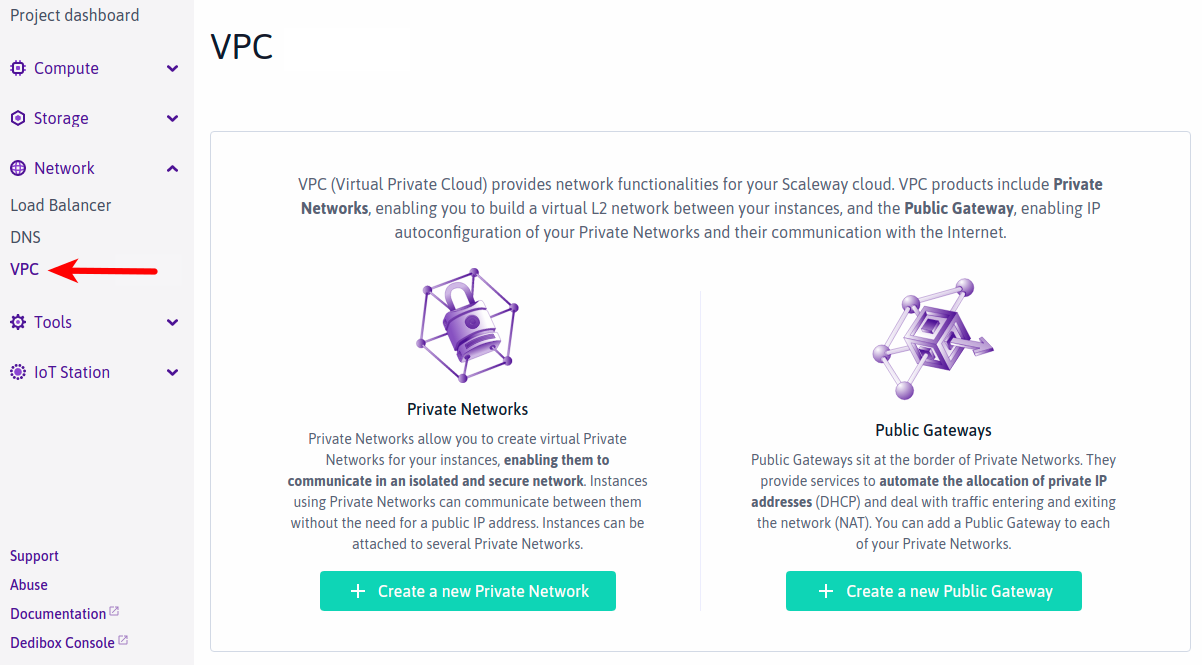 Project dashboard
Compute
Storage
Network
Load Balancer
DNS
VPC
Tools
IoT Station
Support
Abuse
Documentation
Dedibox Console
VPC
VPC (Virtual Private Cloud) provides network functionalities for your Scaleway cloud. VPC products include Private
Networks, enabling you to build a virtual L2 network between your instances, and the Public Gateway, enabling IP
autoconfiguration of your Private Networks and their communication with the Internet.
Private Networks
Private Networks allow you to create virtual Private
Networks for your instances, enabling them to
communicate in an isolated and secure network. Instances
using Private Networks can communicate between them
without the need for a public IP address. Instances can be
attached to several Private Networks.
+ Create a new Private Network
Public Gateways
Public Gateways sit at the border of Private Networks. They
provide services to automate the allocation of private IP
addresses (DHCP) and deal with traffic entering and exiting
the network (NAT). You can add a Public Gateway to each
of your Private Networks.
+ Create a new Public Gateway